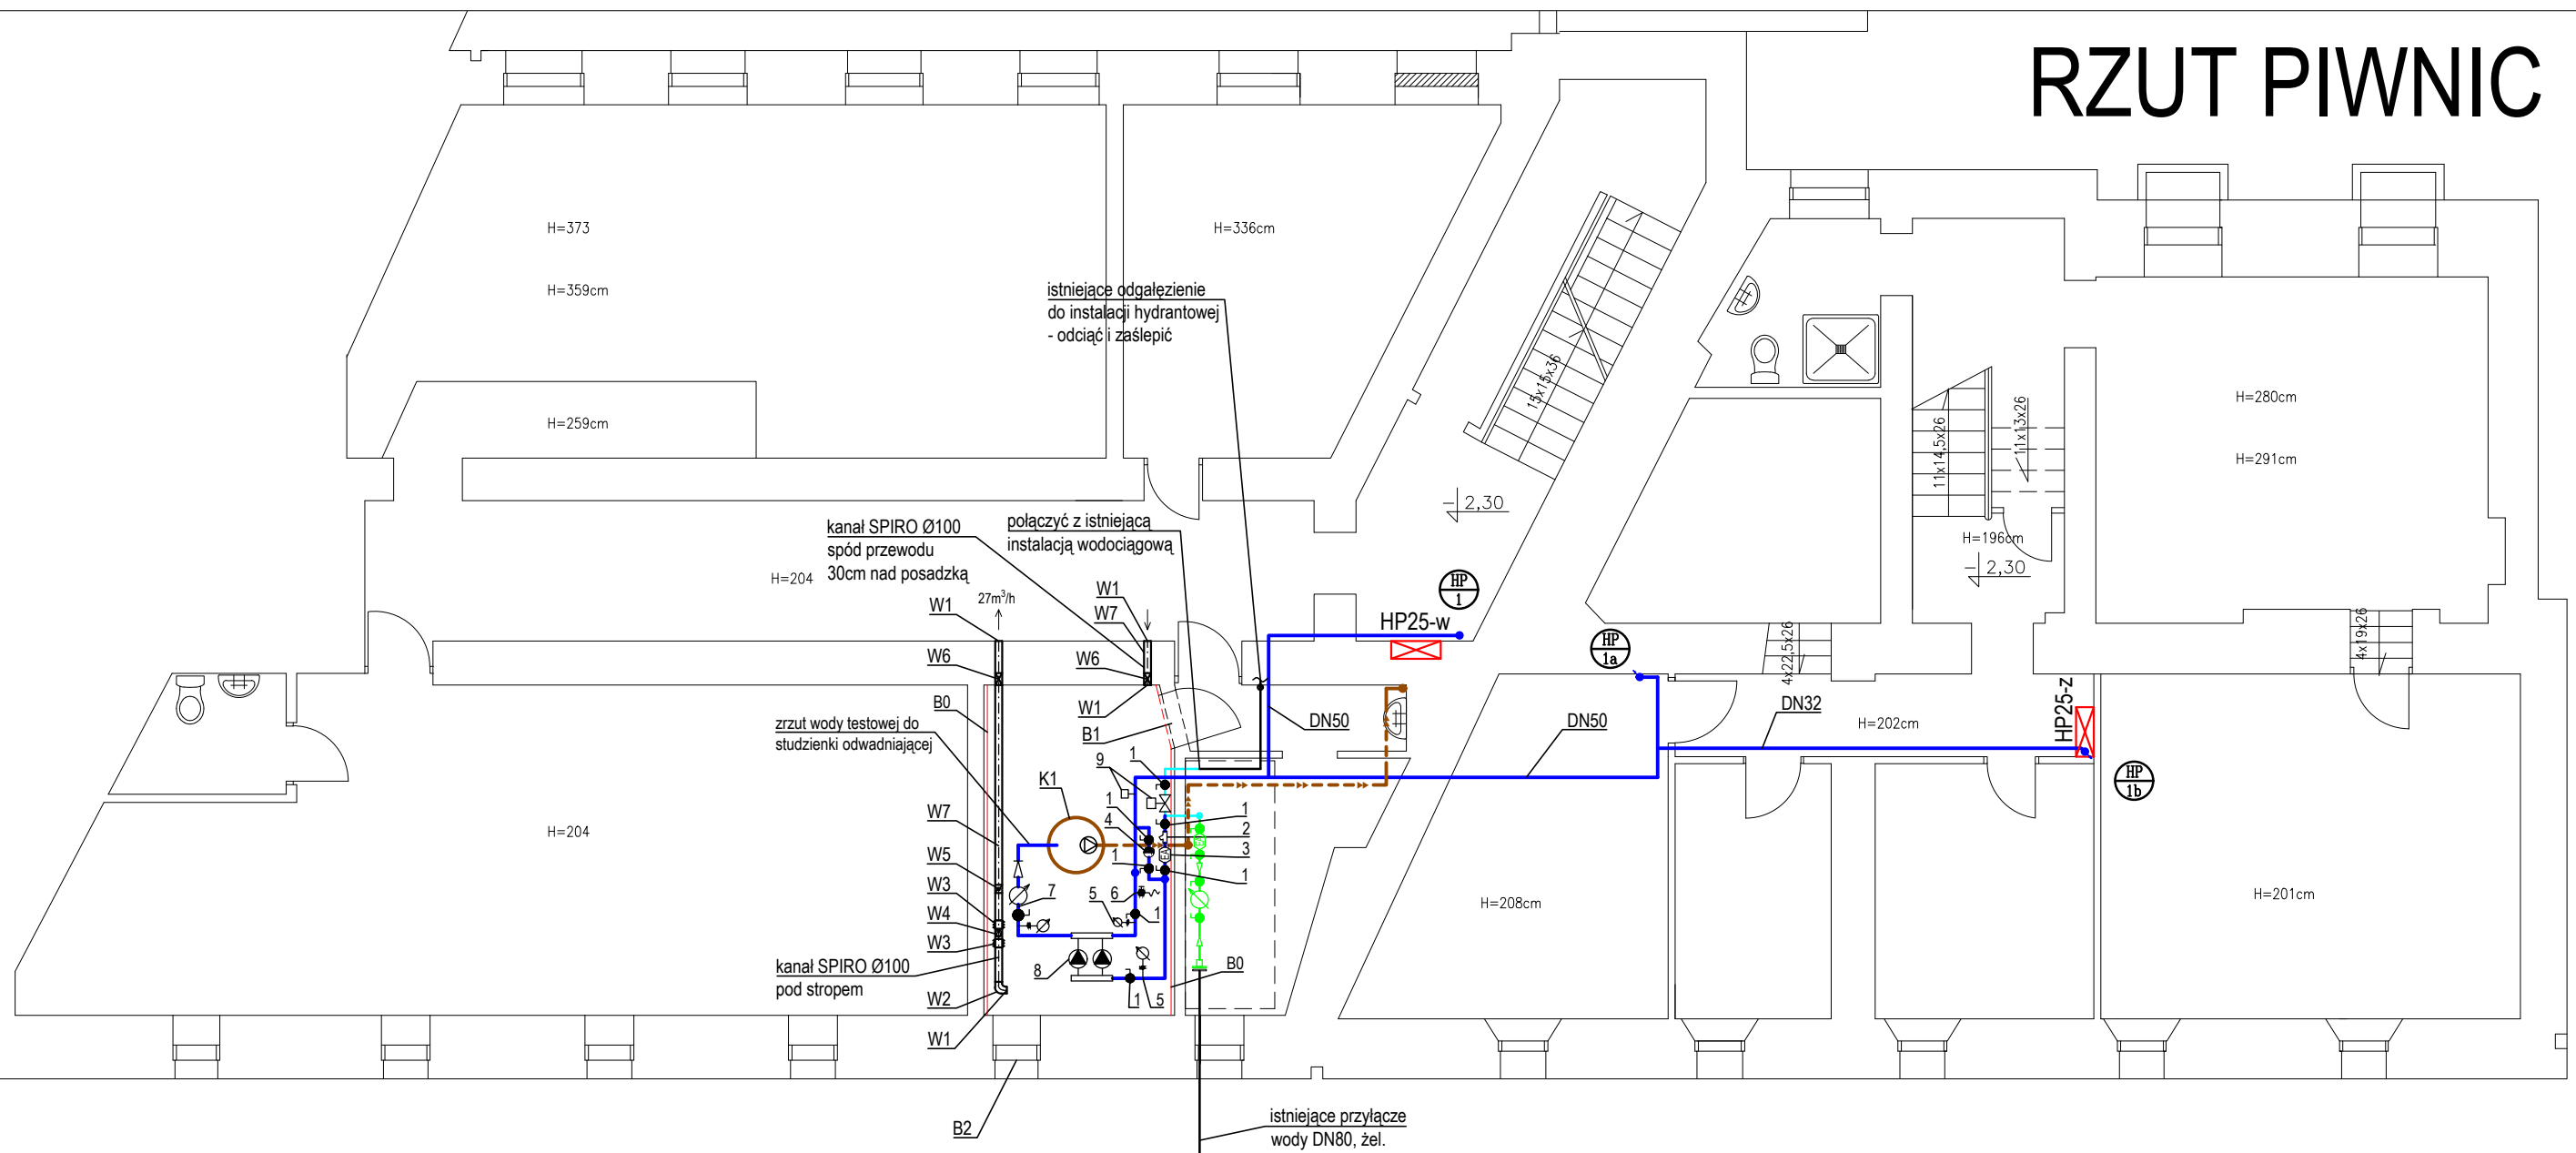 RZUT PIWNIC
H=373
H=336cm
H=359cm
istniejące odgałęzienie
do instalacji hydrantowej
- odciąć i zaślepić
15x15x36
H=280cm
H=259cm
11x14,5x26
11x13x26
H=291cm
-2,30
kanał SPIRO Ø100
spód przewodu
30cm nad posadzką
połączyć z istniejącą
instalacją wodociągową
H=196cm
-2,30
H=204
27m³/h
W1
W1
W7
HP
1
HP25-w
HP
1a
4x22,5x26
4x19x26
W6
W6
B0
W1
B1
zrzut wody testowej do
studzienki odwadniającej
DN50
DN50
DN32
H=202cm
HP25-z
HP
1b
K1
9
1
1
4
1
1
2
3
1
H=204
W7
W5
W3
W4
W3
7
5
6
1
H=208cm
H=201cm
EA
kanał SPIRO Ø100
pod stropem
8
B0
W2
1
5
W1
B2
istniejące przyłącze
wody DN80, żel.